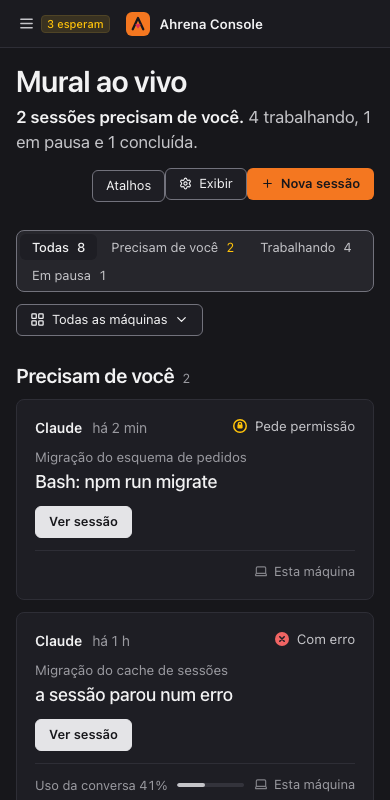 3 esperam Ahrena Console
Mural ao vivo
2 sessões precisam de você. 4 trabalhando, 1
em pausa e 1 concluída.
Atalhos Exibir + Nova sessão
Todas 8 Precisam de você 2 Trabalhando 4
Em pausa 1
Todas as máquinas
Precisam de você 2
Claude há 2 min Pede permissão
Migração do esquema de pedidos
Bash: npm run migrate
Ver sessão
Esta máquina
Claude há 1 h Com erro
Migração do cache de sessões
a sessão parou num erro
Ver sessão
Uso da conversa 41% Esta máquina